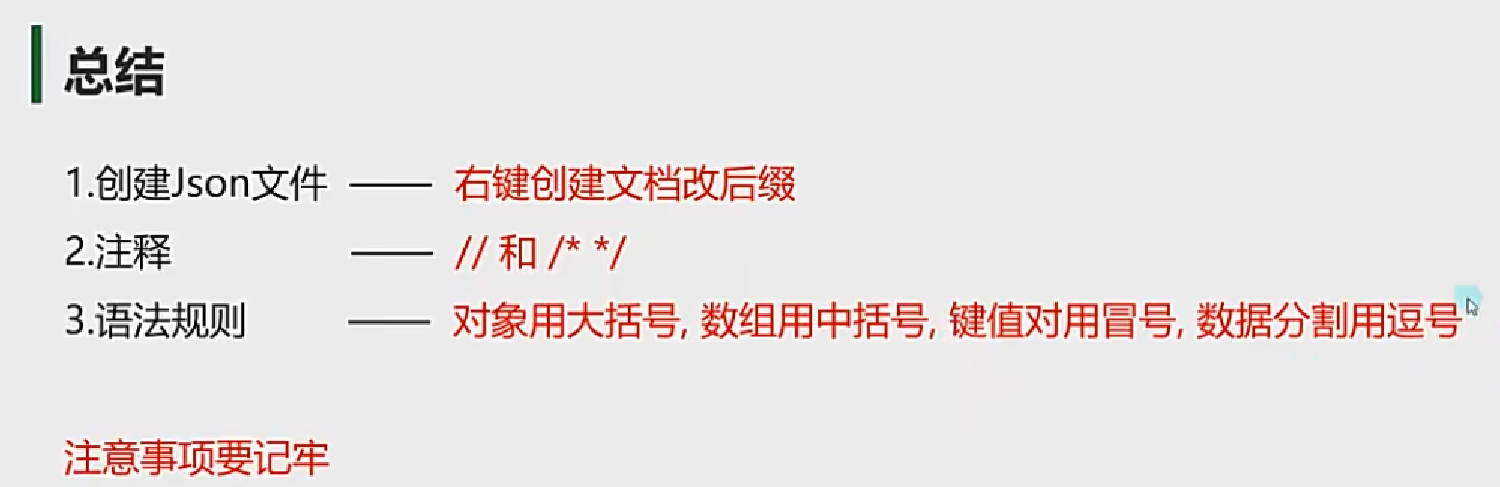 总结
1.创建Json文件 —— 右键创建文档改后缀
2.注释 —— // 和 /* */
3.语法规则 —— 对象用大括号, 数组用中括号, 键值对用冒号, 数据分割用逗号
注意事项要记牢